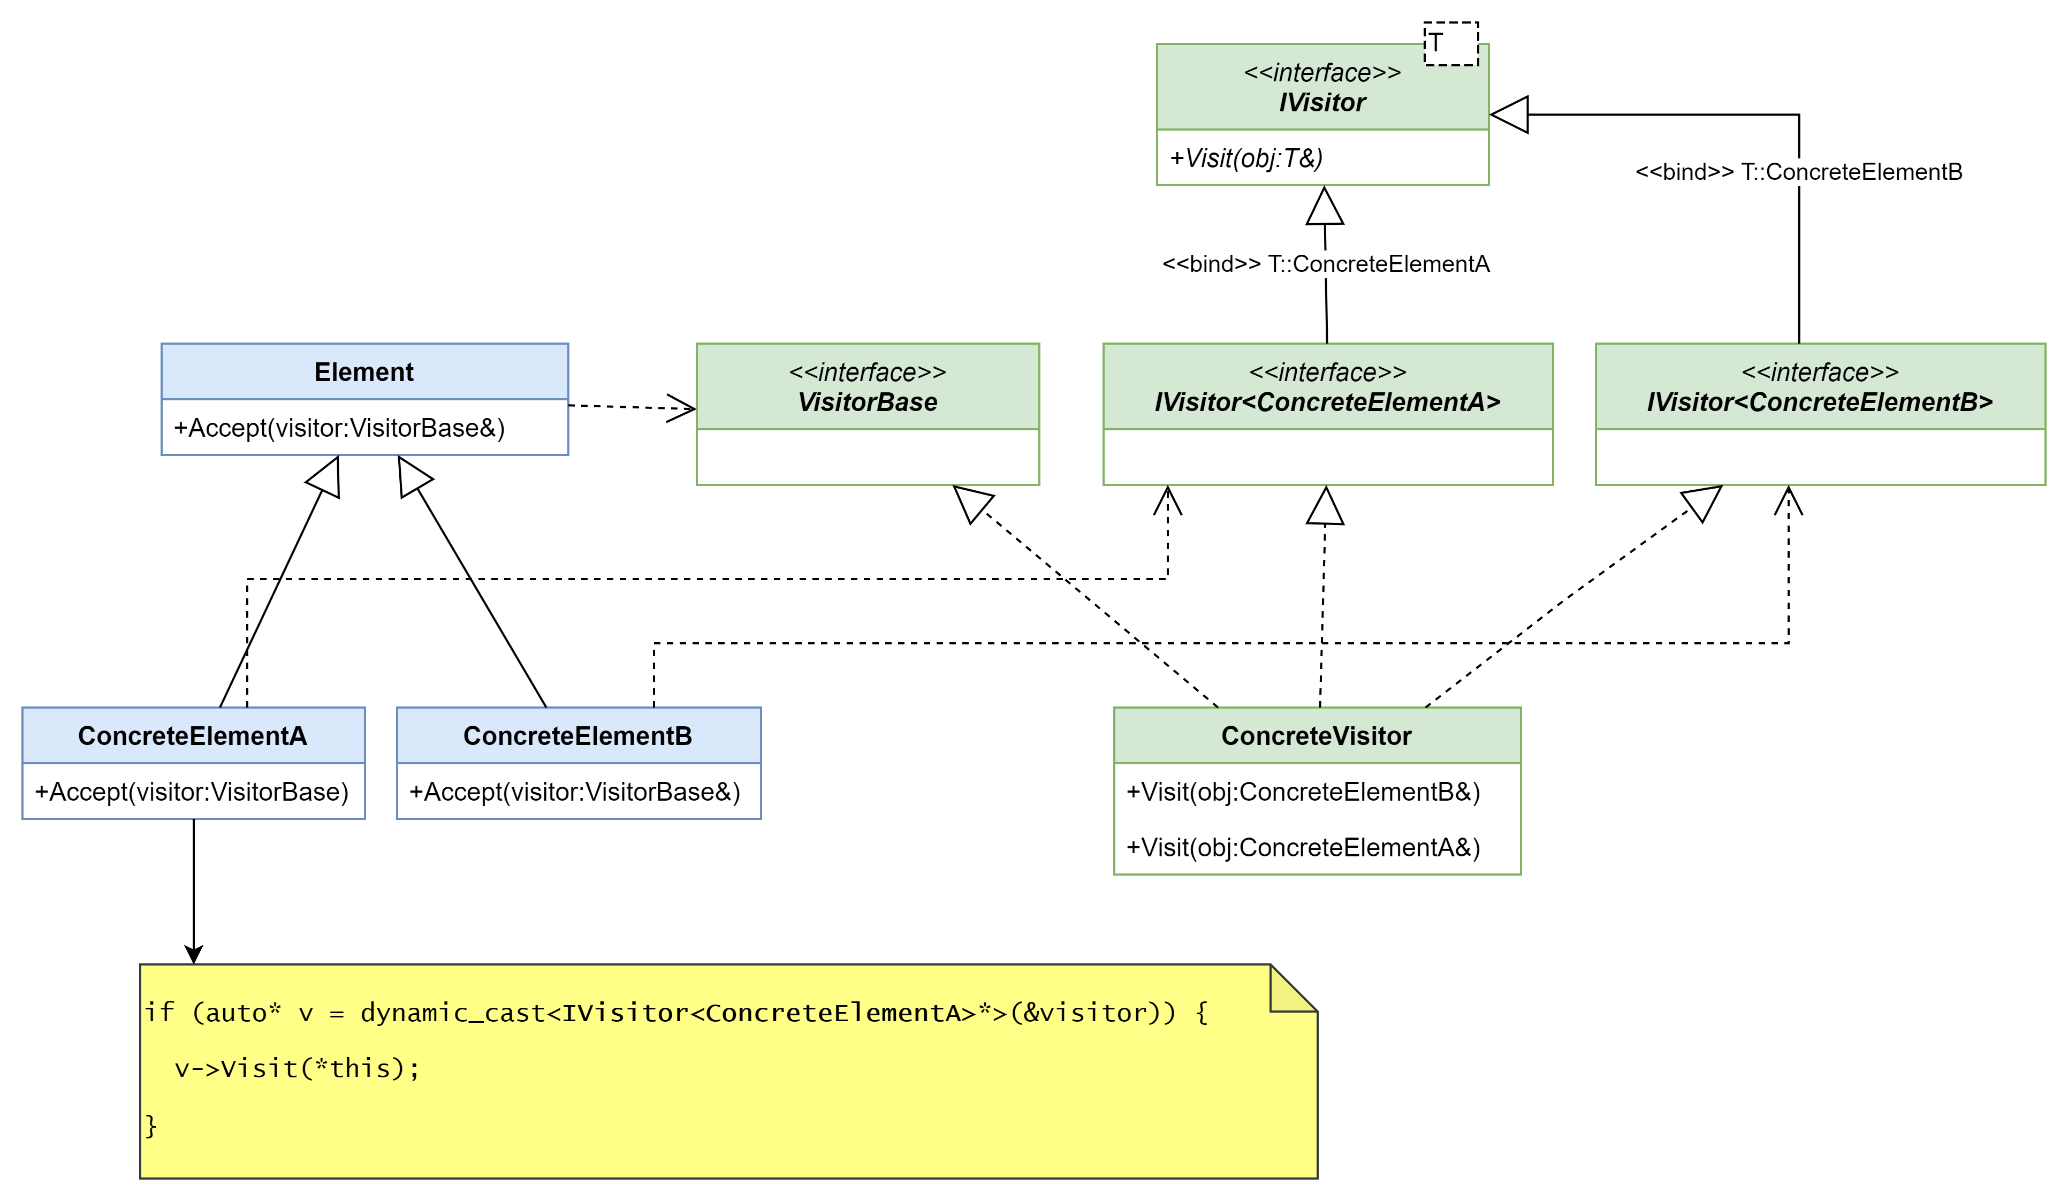 T
<<interface>>
IVisitor
+Visit(obj:T&)
<<bind>> T::ConcreteElementB
<<bind>> T::ConcreteElementA
Element
+Accept(visitor:VisitorBase&)
<<interface>>
VisitorBase
<<interface>>
IVisitor<ConcreteElementA>
<<interface>>
IVisitor<ConcreteElementB>
ConcreteElementA
+Accept(visitor:VisitorBase)
ConcreteElementB
+Accept(visitor:VisitorBase&)
ConcreteVisitor
+Visit(obj:ConcreteElementB&)
+Visit(obj:ConcreteElementA&)
if (auto* v = dynamic_cast<IVisitor<ConcreteElementA>*>(&visitor)) {
  v->Visit(*this);
}